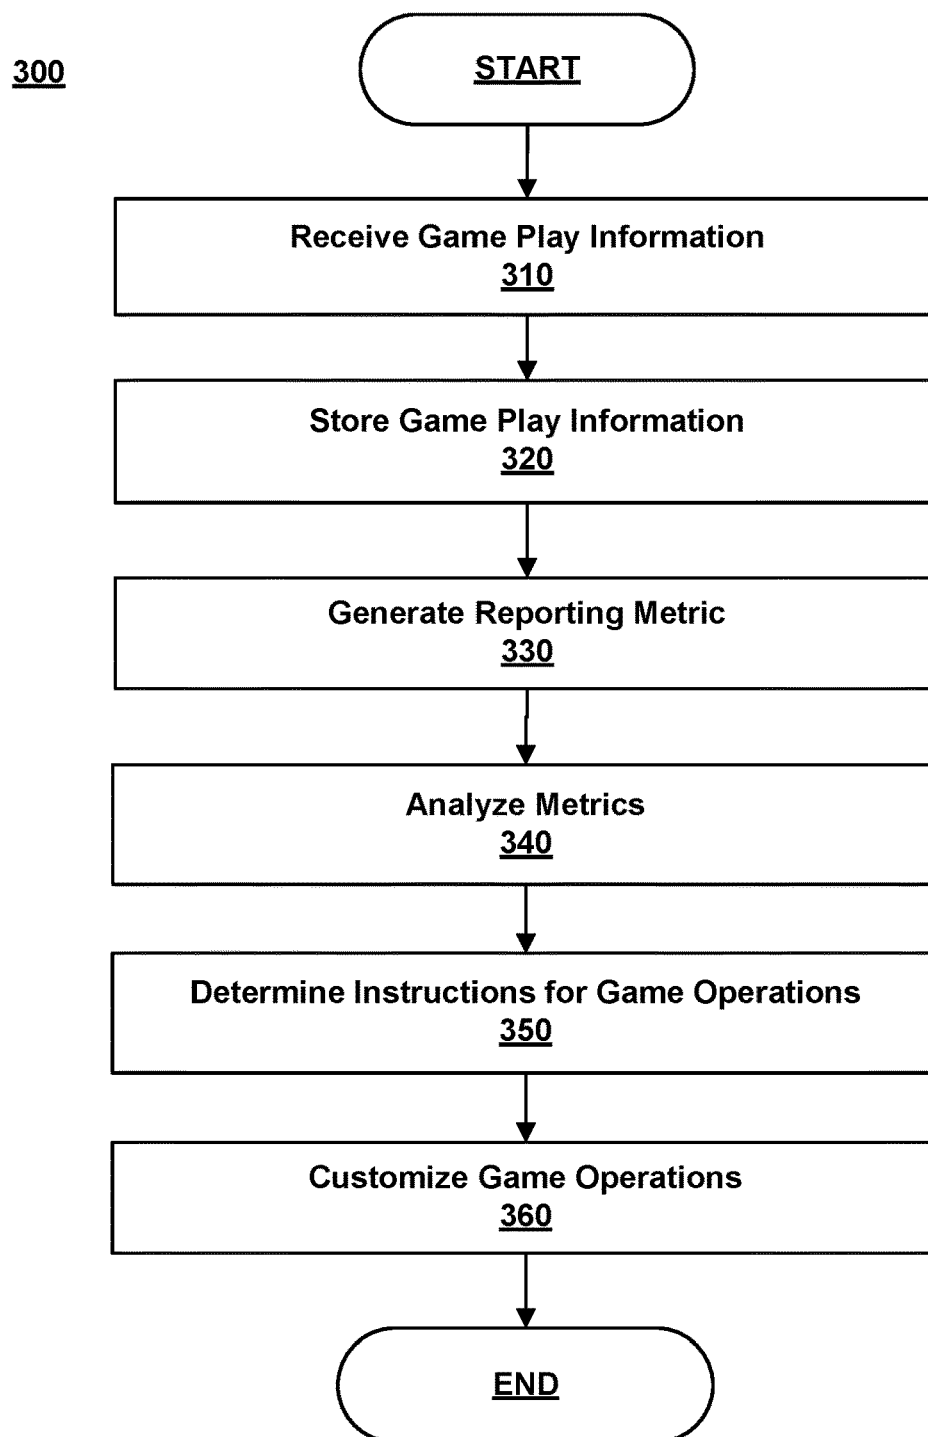 300
START
Receive Game Play Information
310
Store Game Play Information
320
Generate Reporting Metric
330
Analyze Metrics
340
Determine Instructions for Game Operations
350
Customize Game Operations
360
END